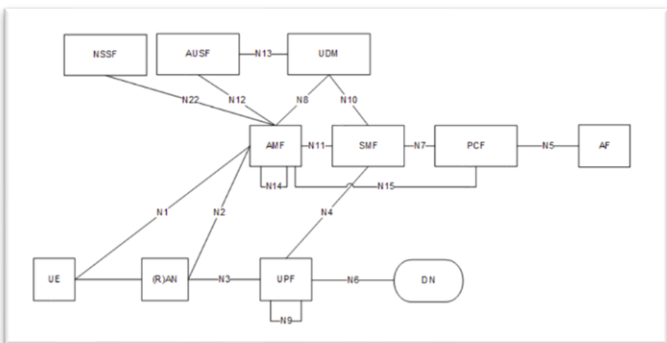 NSSF AUSF N13 UDM
N22 N12 N8 N10
AMF N11 SMF N7 PCF N5 AF
N14 N15
N1 N2 N4
UE (R)AN N3 UPF N6 DN
N9